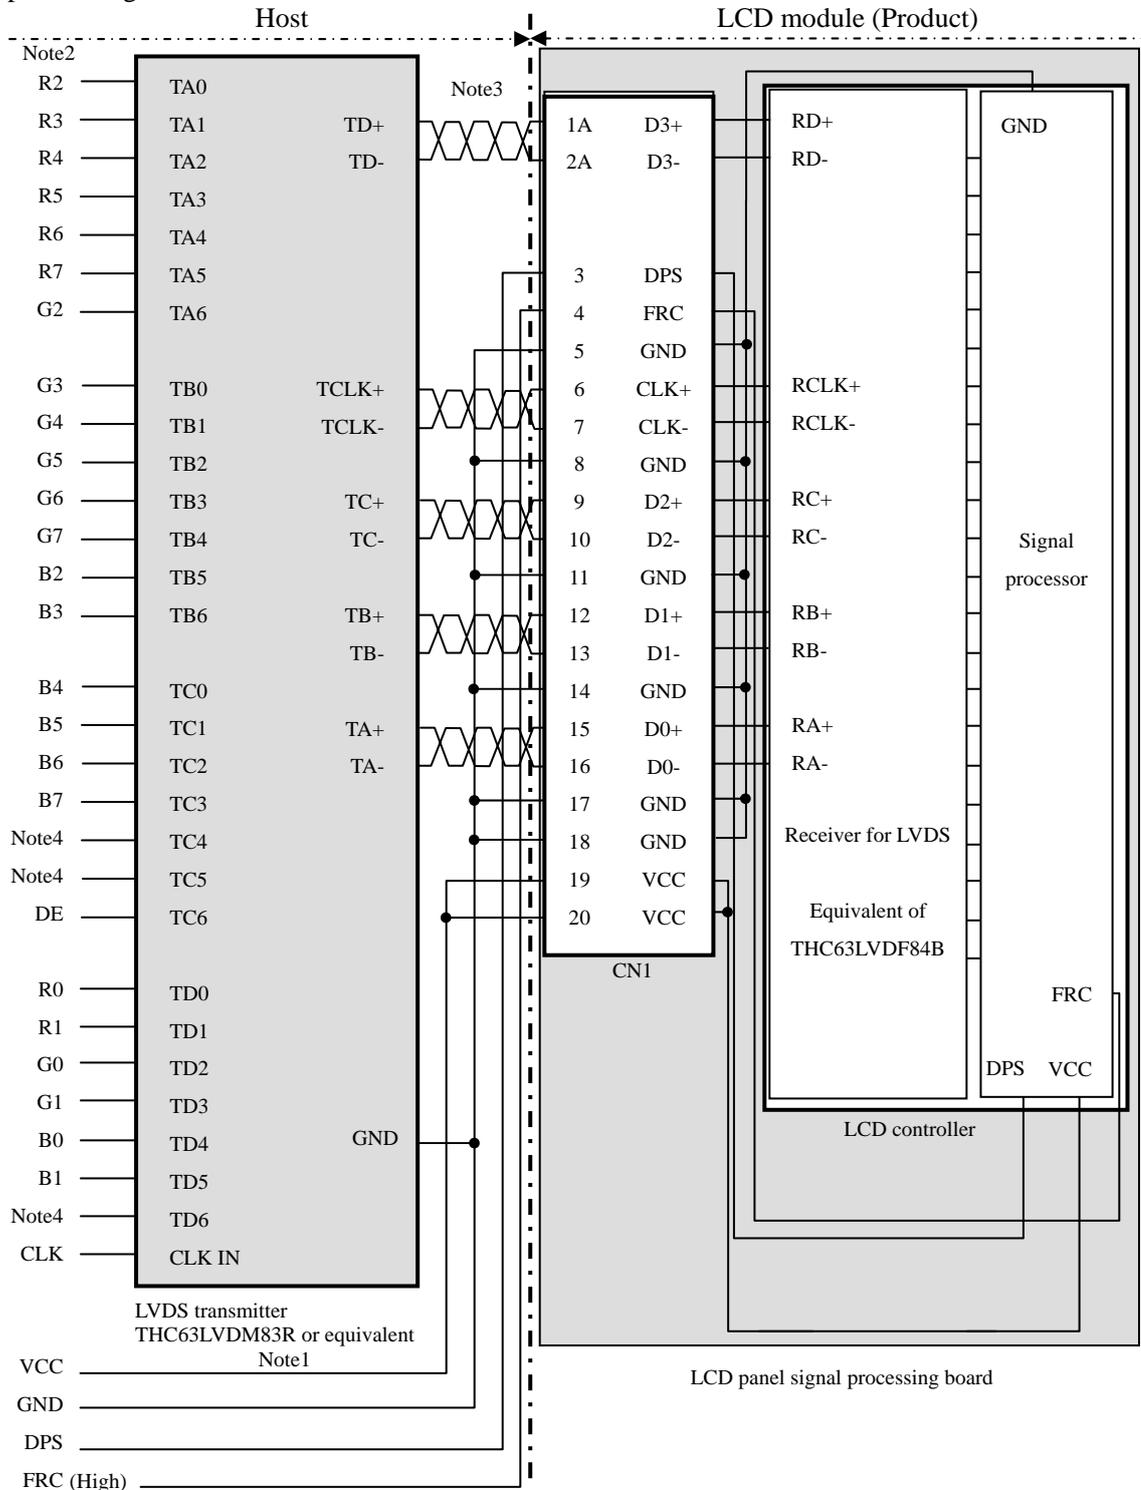 Host LCD module (Product)
Note2
R2 TA0 Note3
R3 TA1 TD+ 1A D3+ RD+ GND
R4 TA2 TD- 2A D3- RD-
R5 TA3
R6 TA4
R7 TA5 3 DPS
G2 TA6 4 FRC
5 GND
G3 TB0 TCLK+ 6 CLK+ RCLK+
G4 TB1 TCLK- 7 CLK- RCLK-
G5 TB2 8 GND
G6 TB3 TC+ 9 D2+ RC+
G7 TB4 TC- 10 D2- RC- Signal
B2 TB5 11 GND processor
B3 TB6 TB+ 12 D1+ RB+
TB- 13 D1- RB-
B4 TC0 14 GND
B5 TC1 TA+ 15 D0+ RA+
B6 TC2 TA- 16 D0- RA-
B7 TC3 17 GND
Note4 TC4 18 GND Receiver for LVDS
Note4 TC5 19 VCC
DE TC6 20 VCC Equivalent of
THC63LVDF84B
CN1
R0 TD0 FRC
R1 TD1
G0 TD2 DPS VCC
G1 TD3
B0 TD4 GND LCD controller
B1 TD5
Note4 TD6
CLK CLK IN
LVDS transmitter
THC63LVDM83R or equivalent
Note1
VCC
LCD panel signal processing board
GND
DPS
FRC (High)